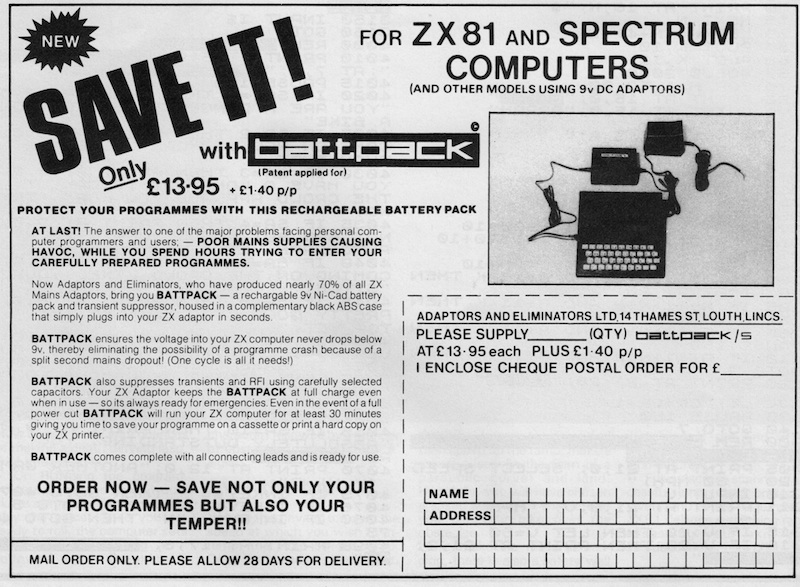 NEW
SAVE IT!
FOR ZX81 AND SPECTRUM
COMPUTERS
(AND OTHER MODELS USING 9v DC ADAPTORS)
with battpack ©
(Patent applied for)
Only
£13·95 + £1·40 p/p
PROTECT YOUR PROGRAMMES WITH THIS RECHARGEABLE BATTERY PACK
AT LAST! The answer to one of the major problems facing personal com-
puter programmers and users; — POOR MAINS SUPPLIES CAUSING
HAVOC, WHILE YOU SPEND HOURS TRYING TO ENTER YOUR
CAREFULLY PREPARED PROGRAMMES.
Now Adaptors and Eliminators, who have produced nearly 70% of all ZX
Mains Adaptors, bring you BATTPACK — a rechargable 9v Ni-Cad battery
pack and transient suppressor, housed in a complementary black ABS case
that simply plugs into your ZX adaptor in seconds.
BATTPACK ensures the voltage into your ZX computer never drops below
9v, thereby eliminating the possibility of a programme crash because of a
split second mains dropout! (One cycle is all it needs!)
BATTPACK also suppresses transients and RFI using carefully selected
capacitors. Your ZX Adaptor keeps the BATTPACK at full charge even
when in use — so its always ready for emergencies. Even in the event of a full
power cut BATTPACK will run your ZX computer for at least 30 minutes
giving you time to save your programme on a cassette or print a hard copy on
your ZX printer.
BATTPACK comes complete with all connecting leads and is ready for use.
ORDER NOW — SAVE NOT ONLY YOUR
PROGRAMMES BUT ALSO YOUR
TEMPER!!
MAIL ORDER ONLY. PLEASE ALLOW 28 DAYS FOR DELIVERY.
ADAPTORS AND ELIMINATORS LTD, 14 THAMES ST, LOUTH, LINCS.
PLEASE SUPPLY______(QTY) battpack/s
AT £13·95 each PLUS £1·40 p/p
I ENCLOSE CHEQUE POSTAL ORDER FOR £______
NAME
ADDRESS